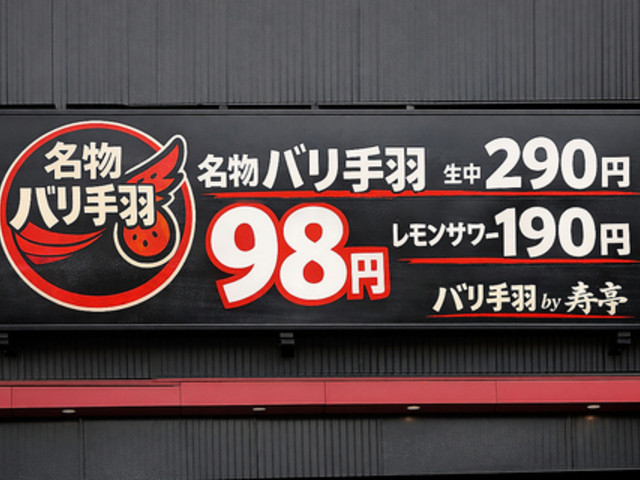 名物
バリ手羽
名物バリ手羽
98円
生中290円
レモンサワー190円
バリ手羽 by 寿亭